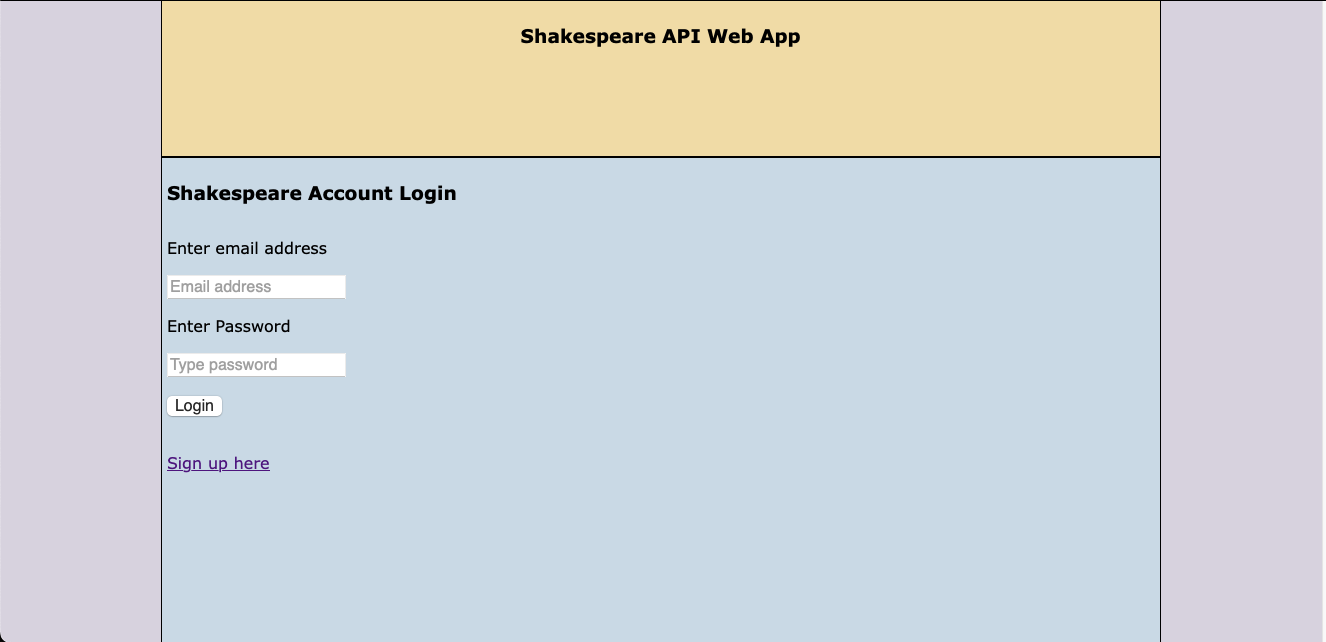 Shakespeare API Web App
Shakespeare Account Login
Enter email address
Email address
Enter Password
Type password
Login
Sign up here